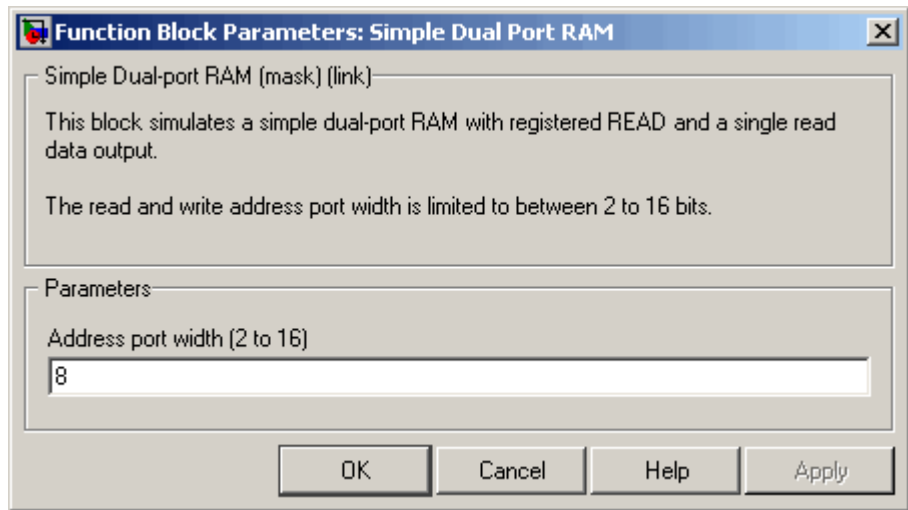 Function Block Parameters: Simple Dual Port RAM
Simple Dual-port RAM (mask) (link)
This block simulates a simple dual-port RAM with registered READ and a single read
data output.
The read and write address port width is limited to between 2 to 16 bits.
Parameters
Address port width (2 to 16)
8
OK Cancel Help Apply